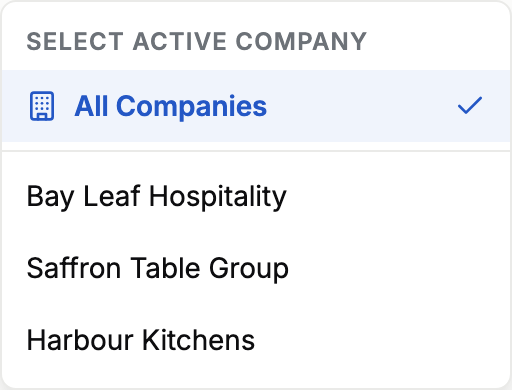 SELECT ACTIVE COMPANY
All Companies
Bay Leaf Hospitality
Saffron Table Group
Harbour Kitchens